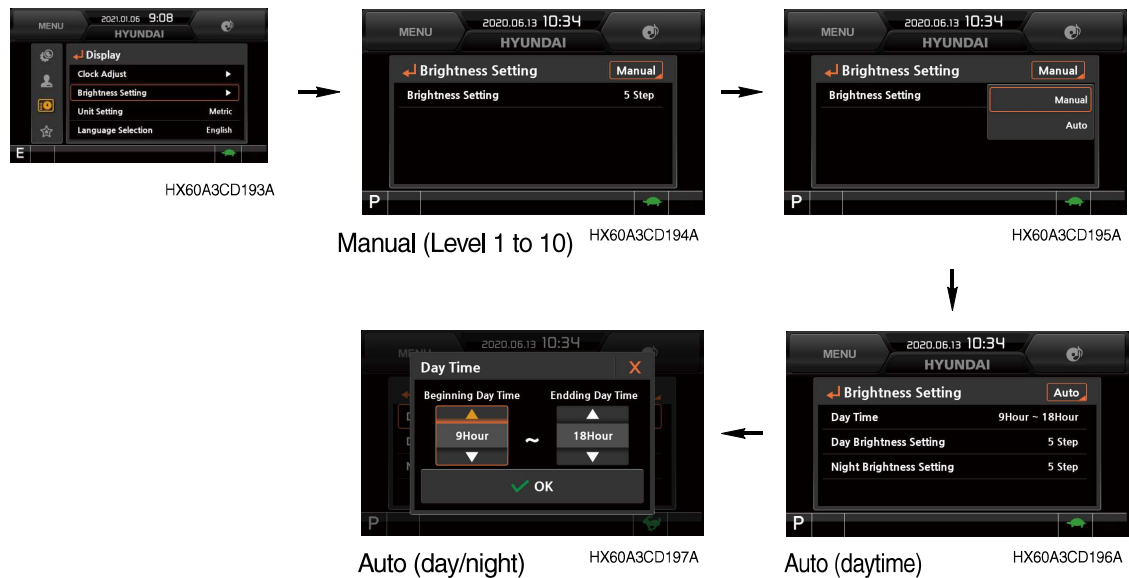 MENU 2021.01.06 9:08
HYUNDAI
Display
Clock Adjust
Brightness Setting
Unit Setting Metric
Language Selection English
E
HX60A3CD193A
MENU 2020.06.13 10:34
HYUNDAI
Brightness Setting Manual
Brightness Setting 5 Step
P
Manual (Level 1 to 10) HX60A3CD194A
MENU 2020.06.13 10:34
HYUNDAI
Brightness Setting Manual
Brightness Setting Manual
Auto
P
HX60A3CD195A
MENU 2020.06.13 10:34
HYUNDAI
Brightness Setting Auto
Day Time 9Hour ~ 18Hour
Day Brightness Setting 5 Step
Night Brightness Setting 5 Step
P
Auto (daytime) HX60A3CD196A
2020.06.13 10:34
Day Time X
Beginning Day Time Endding Day Time
9Hour ~ 18Hour
OK
P
Auto (day/night) HX60A3CD197A